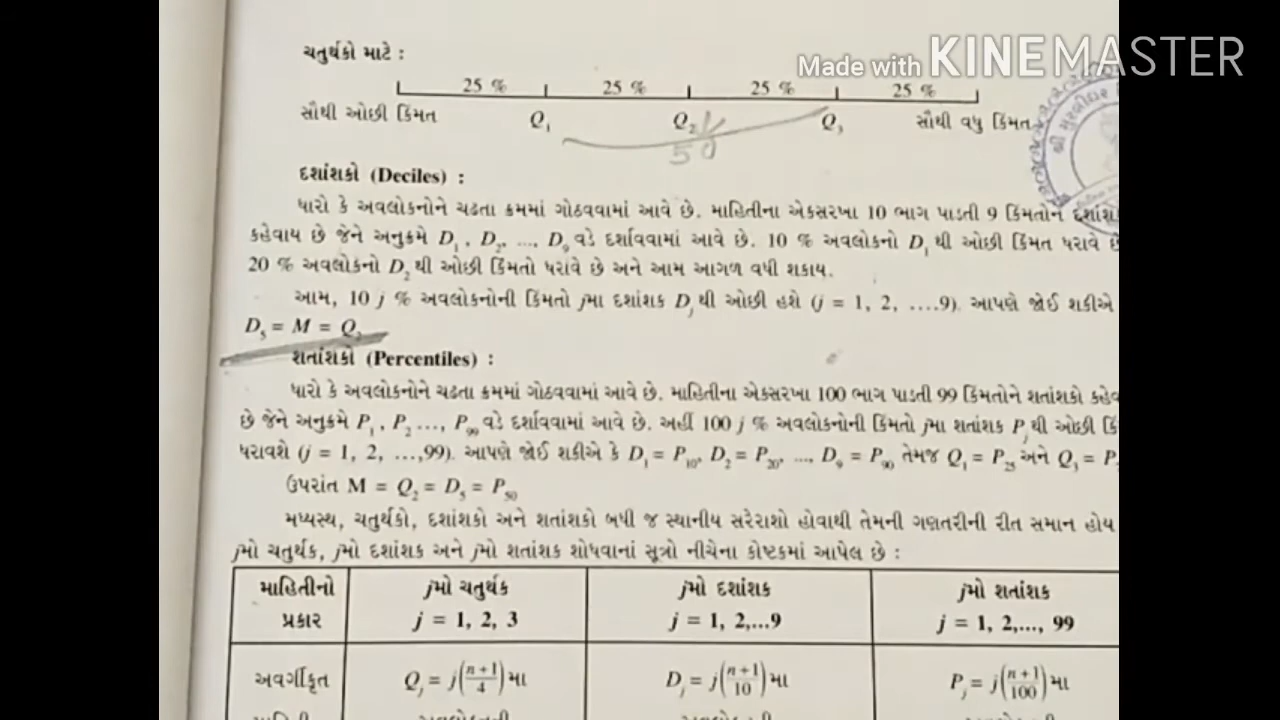 Made with KINEMASTER
ચતુર્થકો માટે :
25 % 25 % 25 % 25 %
સૌથી ઓછી કિંમત Q₁ Q₂ Q₃ સૌથી વધુ કિંમત
50
શ્રી મુરલીધર
દશાંશકો (Deciles) :
ધારો કે અવલોકનોને ચઢતા ક્રમમાં ગોઠવવામાં આવે છે. માહિતીના એકસરખા 10 ભાગ પાડતી 9 કિંમતોને દશાંશ
કહેવાય છે જેને અનુક્રમે D₁, D₂, ..., D₉ વડે દર્શાવવામાં આવે છે. 10 % અવલોકનો D₁ થી ઓછી કિંમત ધરાવે છે
20 % અવલોકનો D₂ થી ઓછી કિંમતો ધરાવે છે અને આમ આગળ વધી શકાય.
આમ, 10 j % અવલોકનોની કિંમતો jમા દશાંશક Dⱼ થી ઓછી હશે (j = 1, 2, ....9). આપણે જોઈ શકીએ
D₅ = M = Q₂
શતાંશકો (Percentiles) :
ધારો કે અવલોકનોને ચઢતા ક્રમમાં ગોઠવવામાં આવે છે. માહિતીના એકસરખા 100 ભાગ પાડતી 99 કિંમતોને શતાંશકો કહેવ
છે જેને અનુક્રમે P₁, P₂ ..., P₉₉ વડે દર્શાવવામાં આવે છે. અહીં 100 j % અવલોકનોની કિંમતો jમા શતાંશક Pⱼ થી ઓછી કિં
ધરાવશે (j = 1, 2, ...,99). આપણે જોઈ શકીએ કે D₁ = P₁₀, D₂ = P₂₀, ..., D₉ = P₉₀ તેમજ Q₁ = P₂₅ અને Q₃ = P
ઉપરાંત M = Q₂ = D₅ = P₅₀
મધ્યસ્થ, ચતુર્થકો, દશાંશકો અને શતાંશકો બધી જ સ્થાનીય સરેરાશો હોવાથી તેમની ગણતરીની રીત સમાન હોય
jમો ચતુર્થક, jમો દશાંશક અને jમો શતાંશક શોધવાનાં સૂત્રો નીચેના કોષ્ટકમાં આપેલ છે :
માહિતીનો jમો ચતુર્થક jમો દશાંશક jમો શતાંશક
પ્રકાર j = 1, 2, 3 j = 1, 2,...9 j = 1, 2,..., 99
અવર્ગીકૃત Qⱼ = j((n+1)/4)મા Dⱼ = j((n+1)/10)મા Pⱼ = j((n+1)/100)મા